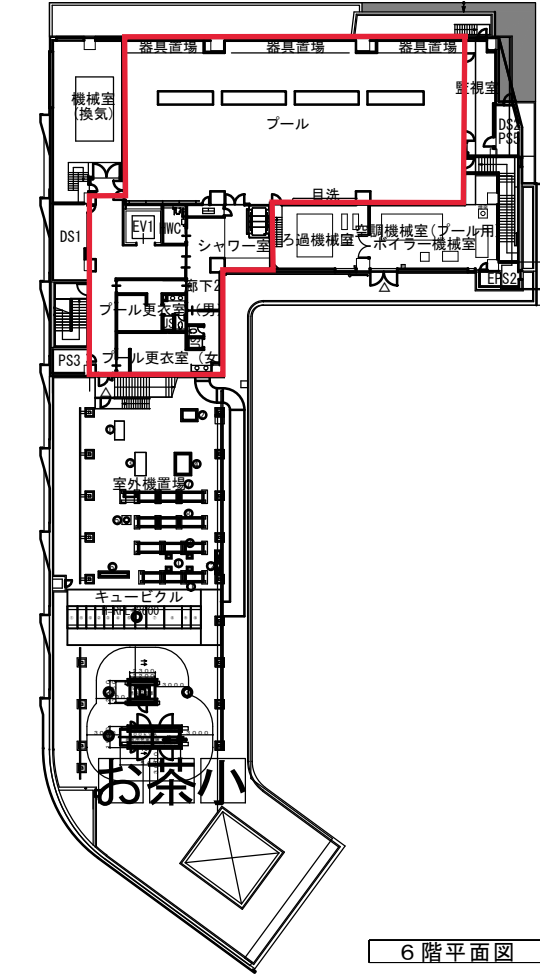 器具置場
器具置場
器具置場
機械室
(換気)
監視室
プール
DS2
PS5
目洗
EV1
WC
DS1
シャワー室
ろ過機械室
空調機械室(プール用
ボイラー機械室
EPS2
廊下2
プール更衣室(男
PS3
プール更衣室(女
室外機置場
キュービクル
お茶小
6階平面図